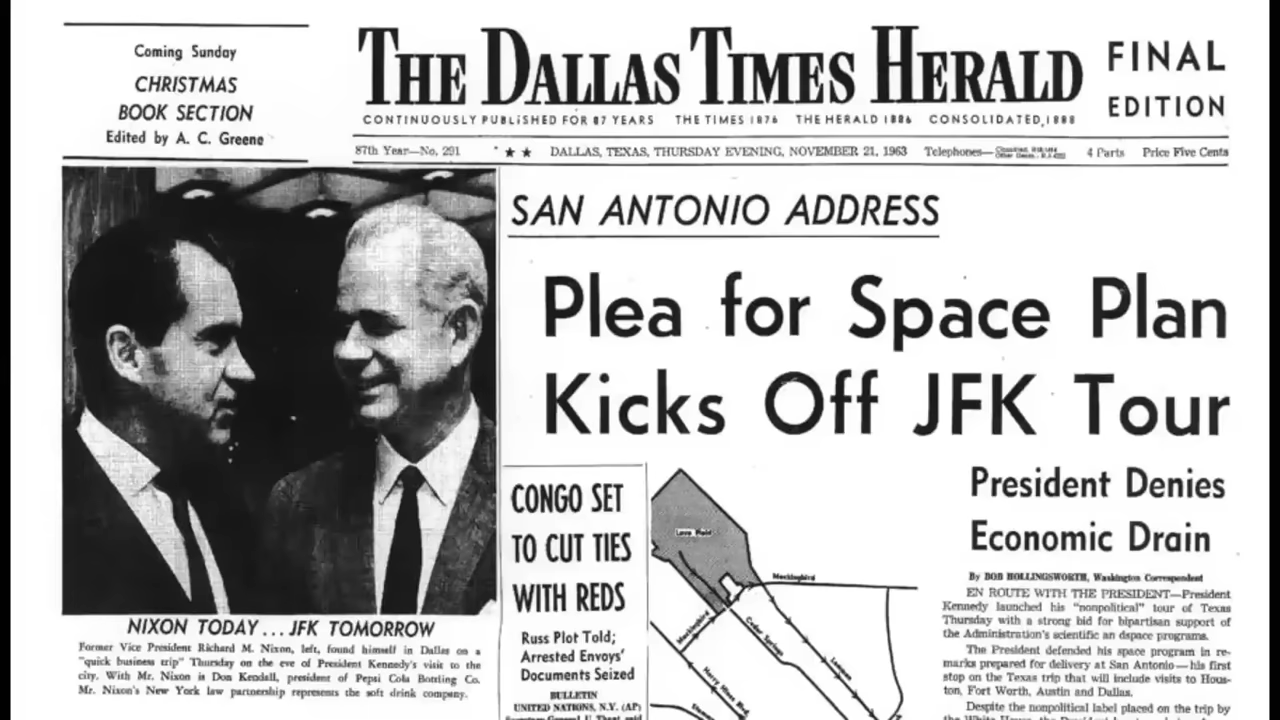 Coming Sunday
CHRISTMAS
BOOK SECTION
Edited by A. C. Greene
THE DALLAS TIMES HERALD
CONTINUOUSLY PUBLISHED FOR 87 YEARS THE TIMES 1876 THE HERALD 1886 CONSOLIDATED, 1888
FINAL
EDITION
87th Year—No. 291 ★ ★ DALLAS, TEXAS, THURSDAY EVENING, NOVEMBER 21, 1963 Telephones— 4 Parts Price Five Cents
NIXON TODAY... JFK TOMORROW
Former Vice President Richard M. Nixon, left, found himself in Dallas on a
"quick business trip" Thursday on the eve of President Kennedy's visit to the
city. With Mr. Nixon is Don Kendall, president of Pepsi Cola Bottling Co.
Mr. Nixon's New York law partnership represents the soft drink company.
SAN ANTONIO ADDRESS
Plea for Space Plan
Kicks Off JFK Tour
CONGO SET
TO CUT TIES
WITH REDS
Russ Plot Told;
Arrested Envoys'
Documents Seized
BULLETIN
UNITED NATIONS, N.Y. (AP)
Love Field
Mockingbird
Mockingbird
Cedar Springs
Lemmon
Harry Hines Blvd.
President Denies
Economic Drain
By BOB HOLLINGSWORTH, Washington Correspondent
EN ROUTE WITH THE PRESIDENT—President
Kennedy launched his "nonpolitical" tour of Texas
Thursday with a strong bid for bipartisan support of
the Administration's scientific an dspace programs.
The President defended his space program in re-
marks prepared for delivery at San Antonio—his first
stop on the Texas trip that will include visits to Hous-
ton, Fort Worth, Austin and Dallas.
Despite the nonpolitical label placed on the trip by